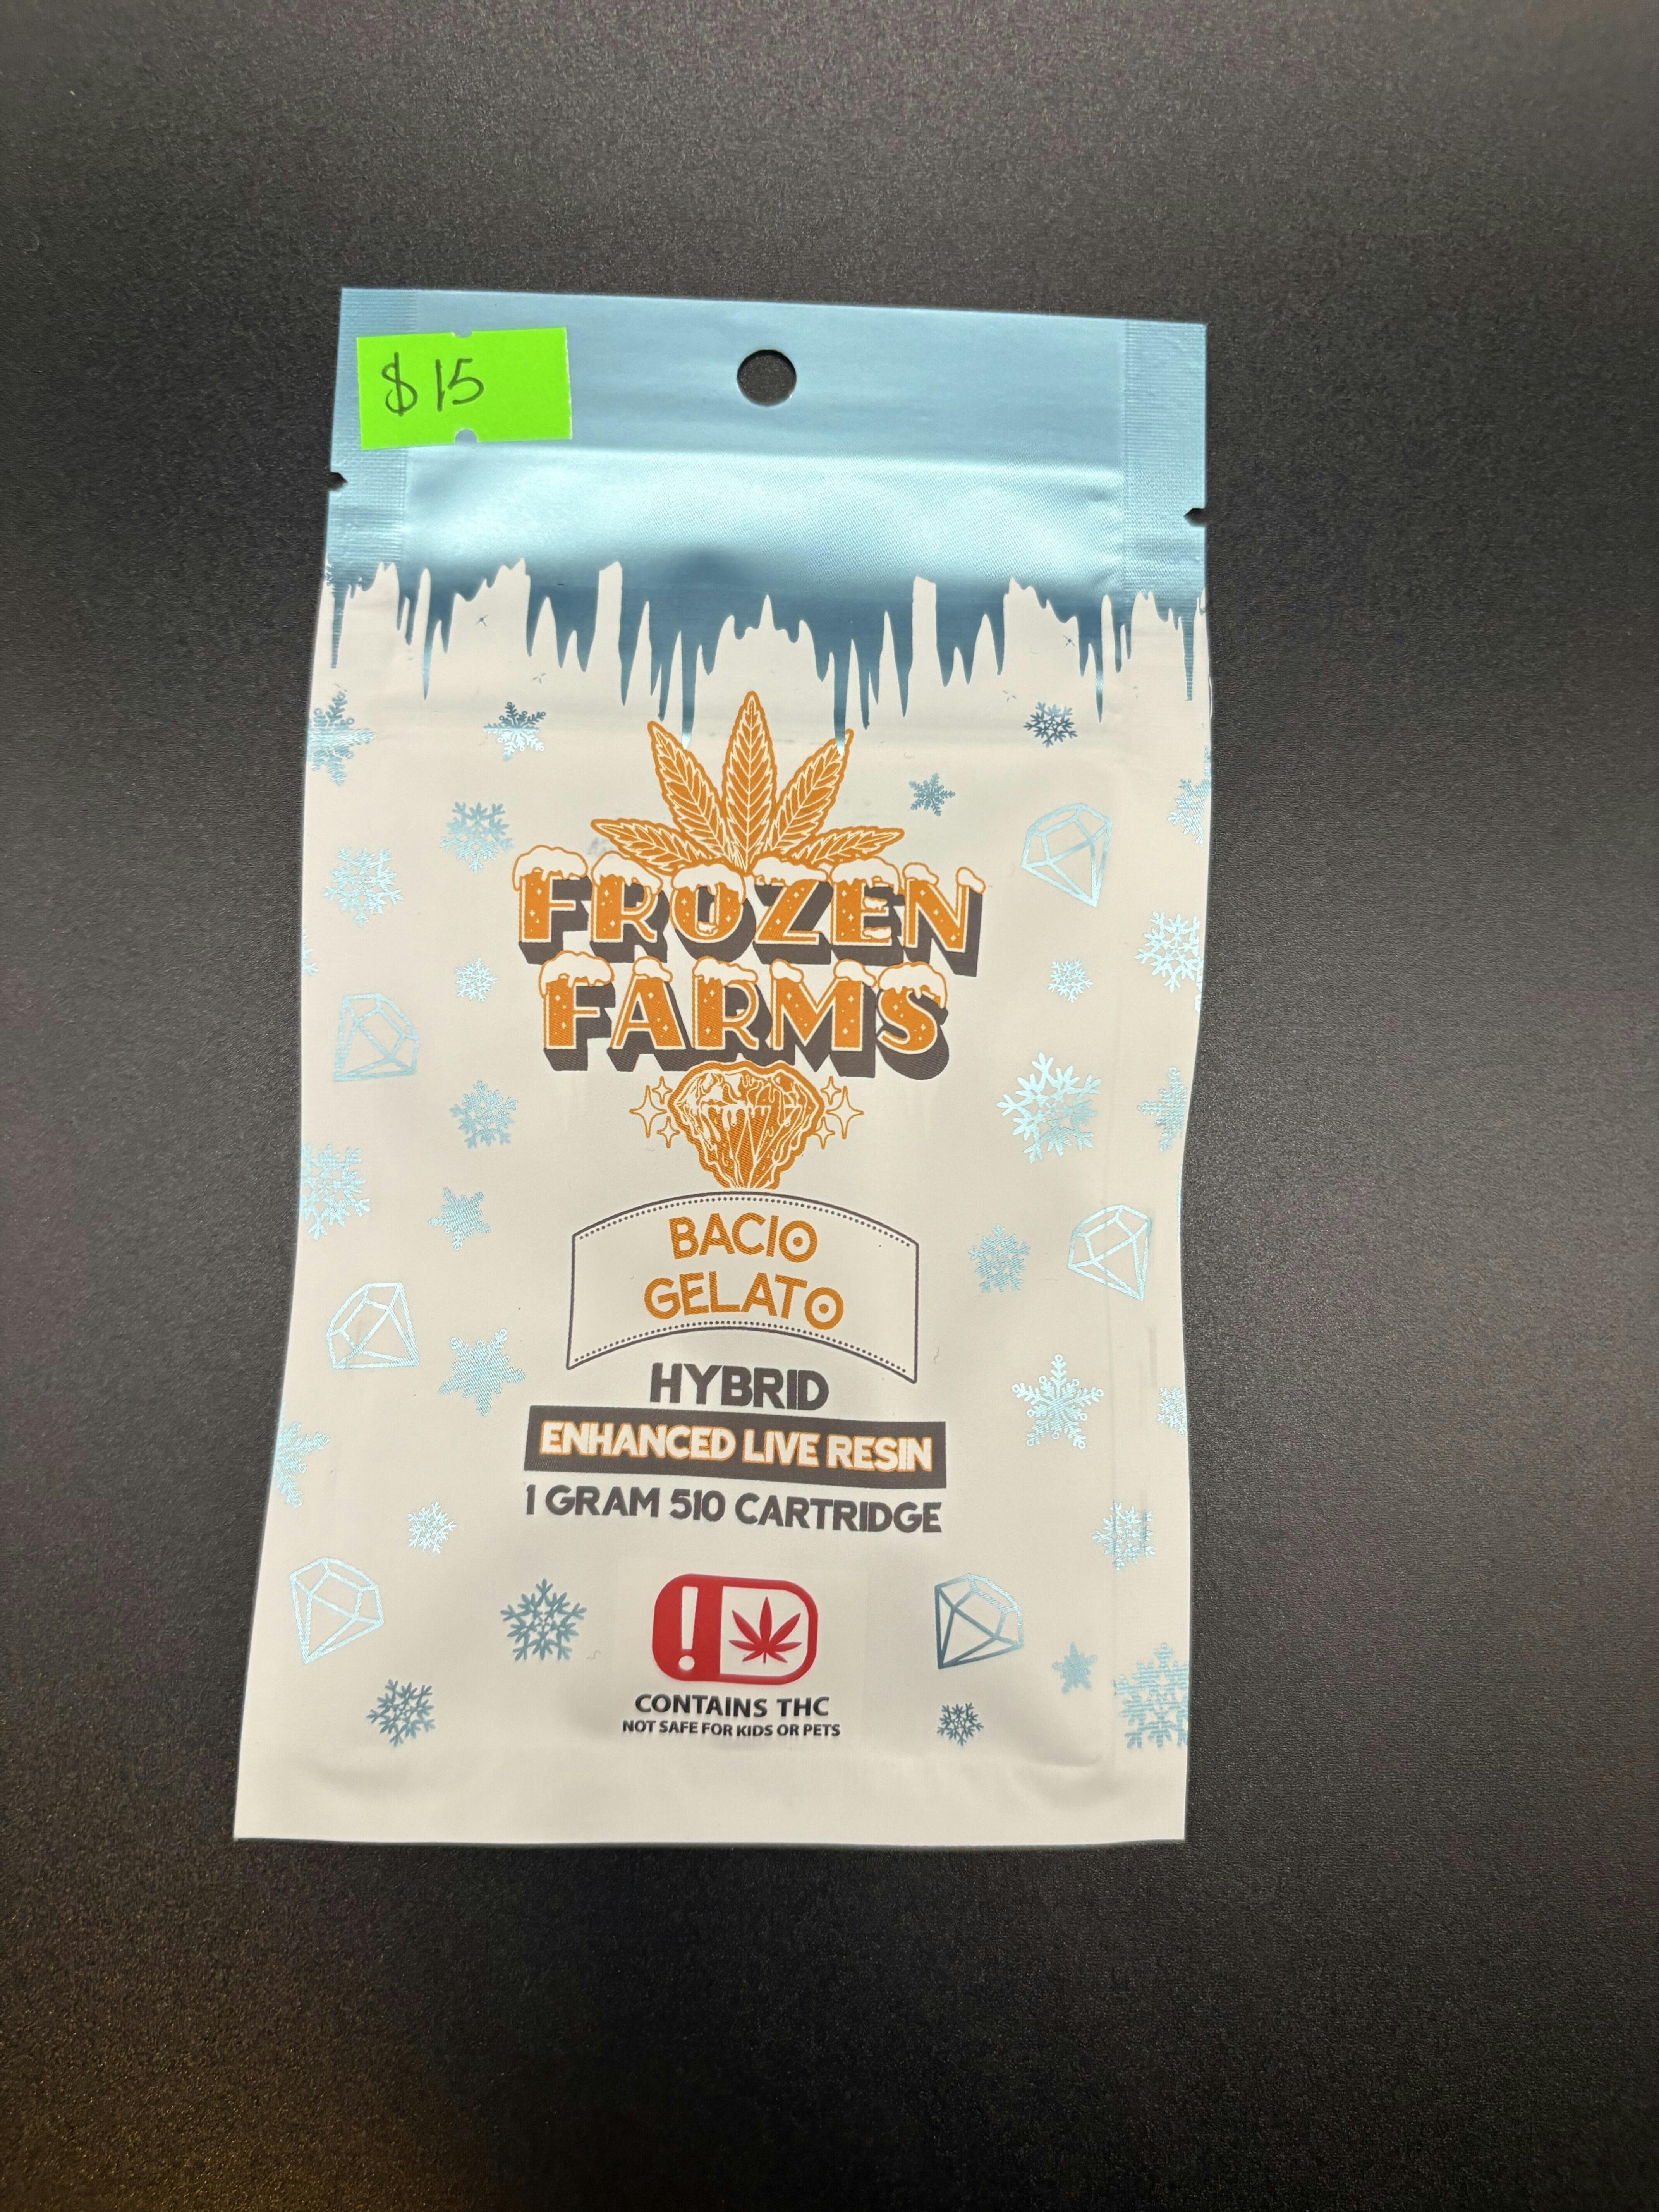 $15
FROZEN
FARMS
BACIO
GELATO
HYBRID
ENHANCED LIVE RESIN
1 GRAM 510 CARTRIDGE
!
CONTAINS THC
NOT SAFE FOR KIDS OR PETS